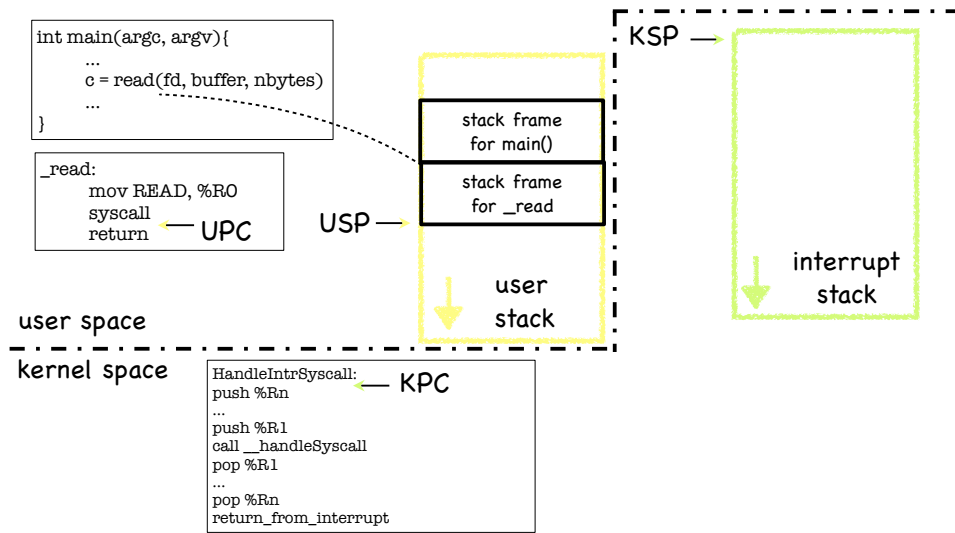 int main(argc, argv){
...
c = read(fd, buffer, nbytes)
...
}
_read:
mov READ, %R0
syscall
return
UPC
USP
stack frame
for main()
stack frame
for _read
user
stack
KSP
interrupt
stack
user space
kernel space
HandleIntrSyscall:
push %Rn
...
push %R1
call __handleSyscall
pop %R1
...
pop %Rn
return_from_interrupt
KPC